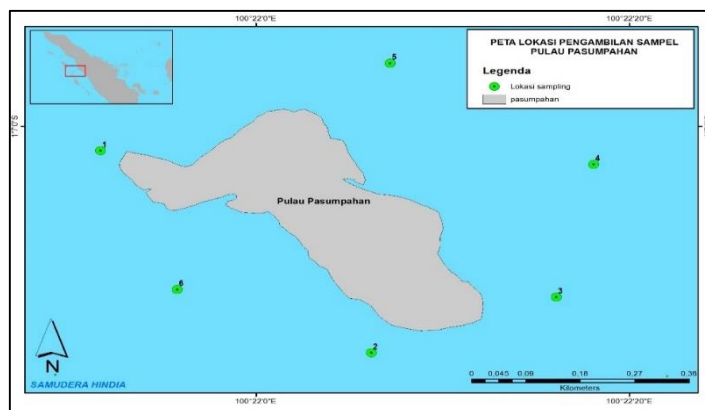 100°22'0"E
100°22'20"E
PETA LOKASI PENGAMBILAN SAMPEL
PULAU PASUMPAHAN
Legenda
Lokasi sampling
pasumpahan
5
1
4
Pulau Pasumpahan
6
3
2
N
SAMUDERA HINDIA
0 0.045 0.09 0.18 0.27 0.36
Kilometers
100°22'0"E
100°22'20"E